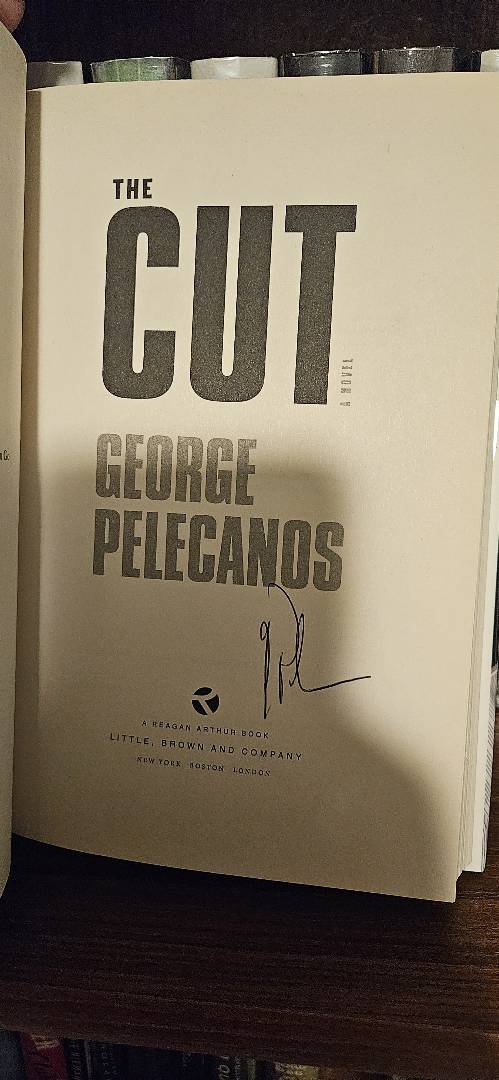 THE
CUT
A NOVEL
GEORGE
PELECANOS
A REAGAN ARTHUR BOOK
LITTLE, BROWN AND COMPANY
NEW YORK BOSTON LONDON